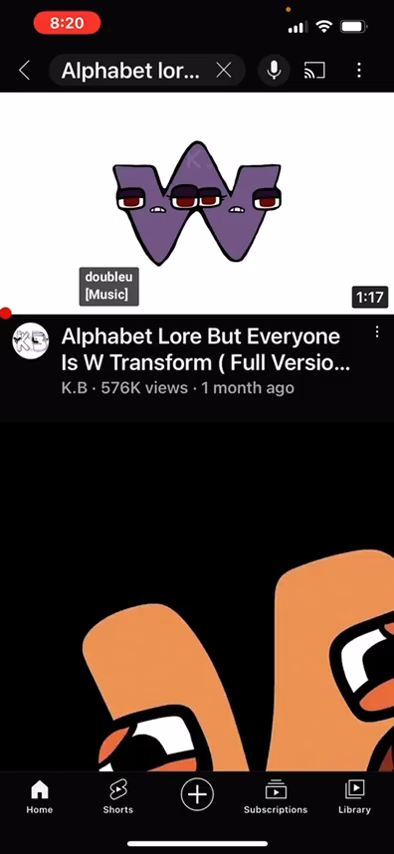 8:20
Alphabet lor...
doubleu
[Music]
1:17
Alphabet Lore But Everyone
Is W Transform ( Full Versio...
K.B · 576K views · 1 month ago
Home
Shorts
Subscriptions
Library